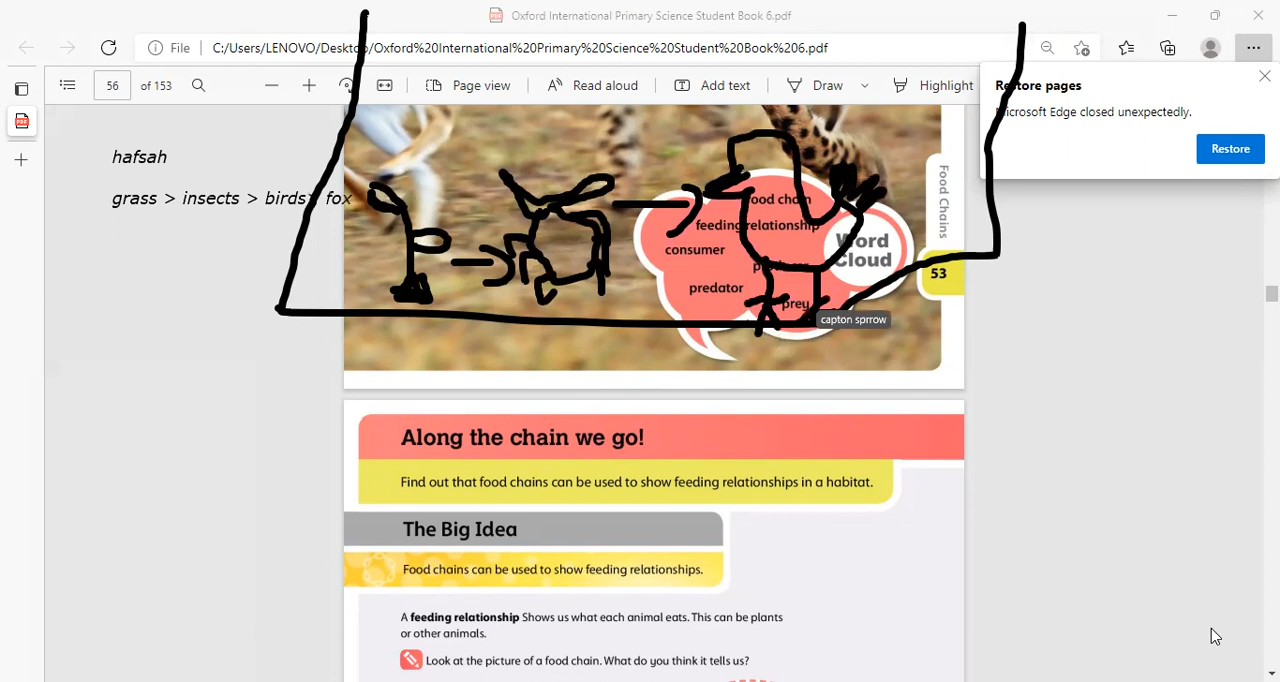 Oxford International Primary Science Student Book 6.pdf
File
C:/Users/LENOVO/Desktop/Oxford%20International%20Primary%20Science%20Student%20Book%206.pdf
56 of 153
Page view
Read aloud
Add text
Draw
Highlight
Restore pages
Microsoft Edge closed unexpectedly.
Restore
hafsah
grass > insects > birds> fox
food chain
feeding relationship
consumer
producer
predator
prey
Word
Cloud
Food Chains
53
capton sprrow
Along the chain we go!
Find out that food chains can be used to show feeding relationships in a habitat.
The Big Idea
Food chains can be used to show feeding relationships.
A feeding relationship Shows us what each animal eats. This can be plants
or other animals.
Look at the picture of a food chain. What do you think it tells us?